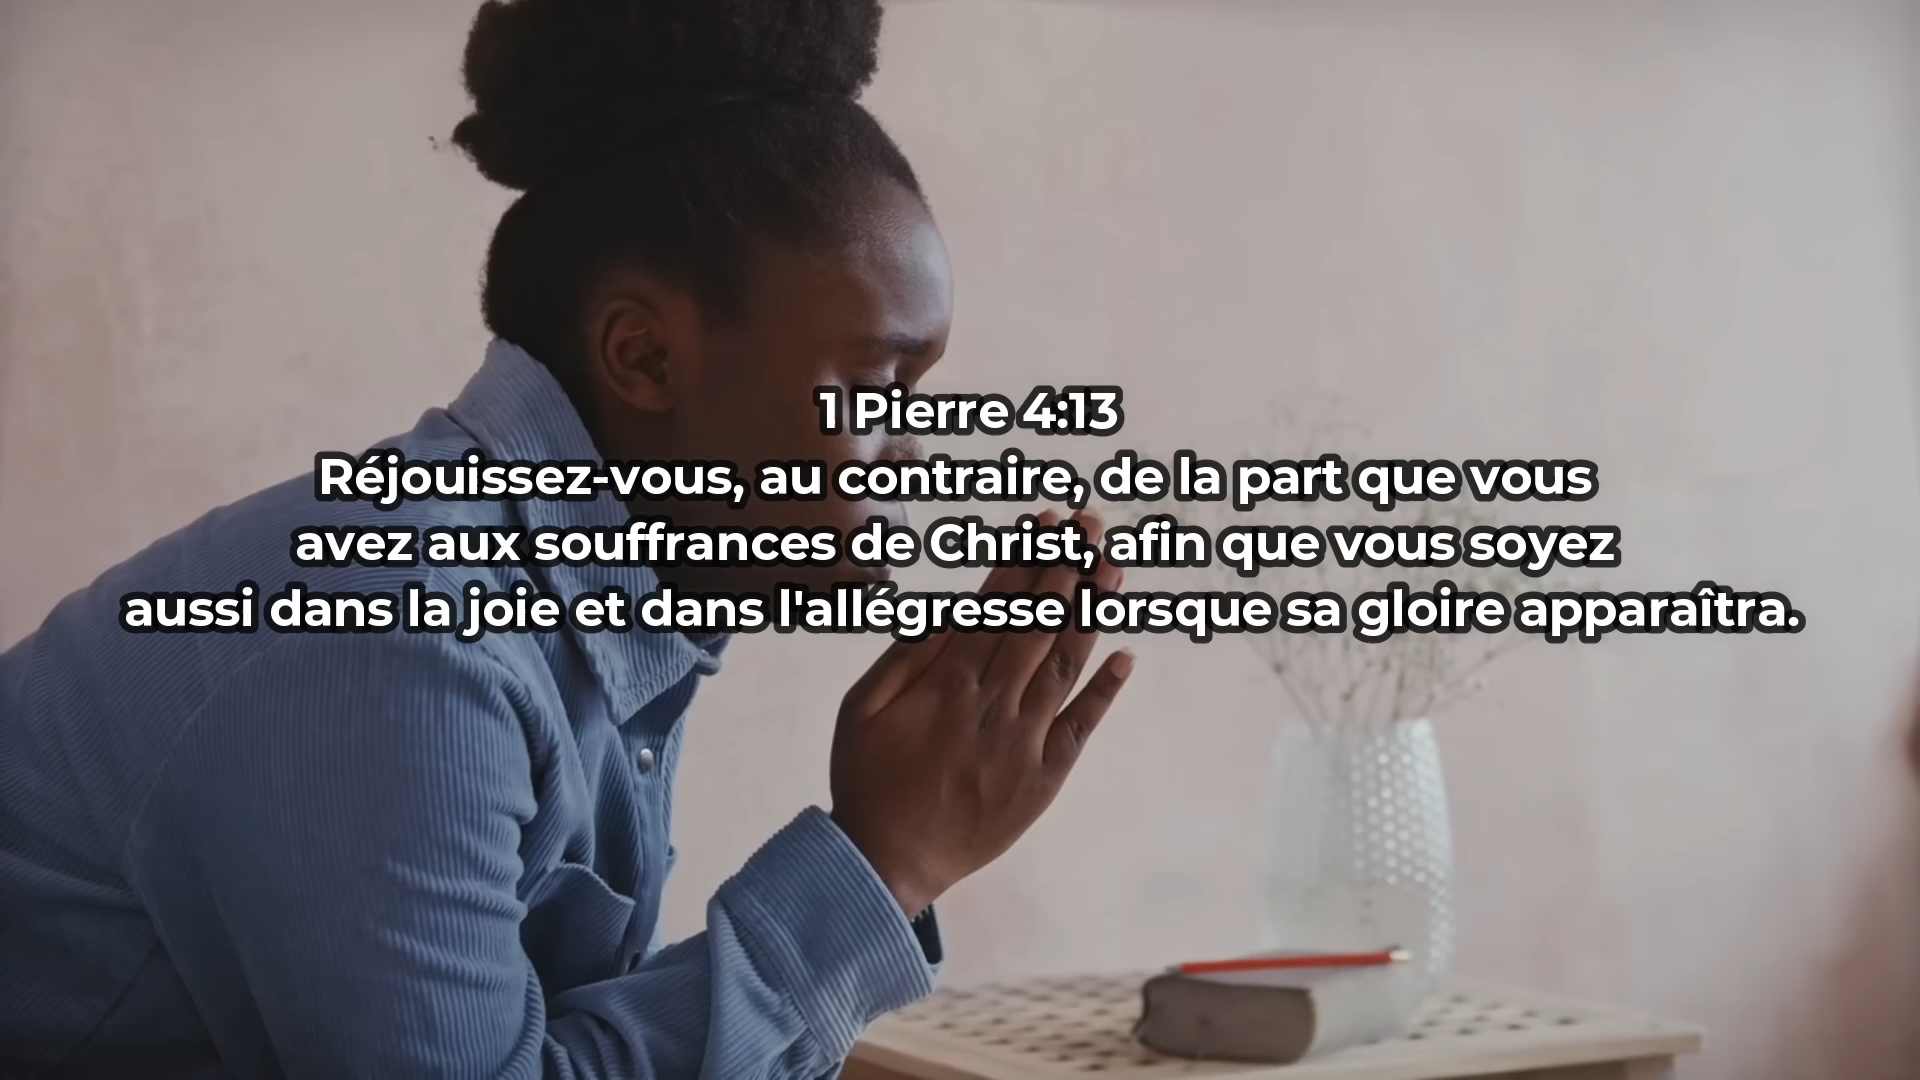 1 Pierre 4:13
Réjouissez-vous, au contraire, de la part que vous
avez aux souffrances de Christ, afin que vous soyez
aussi dans la joie et dans l'allégresse lorsque sa gloire apparaîtra.